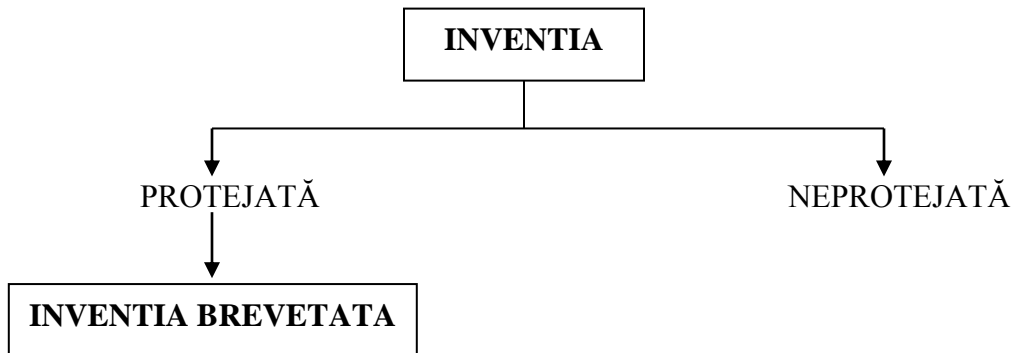 INVENTIA
PROTEJATĂ
NEPROTEJATĂ
INVENTIA BREVETATA